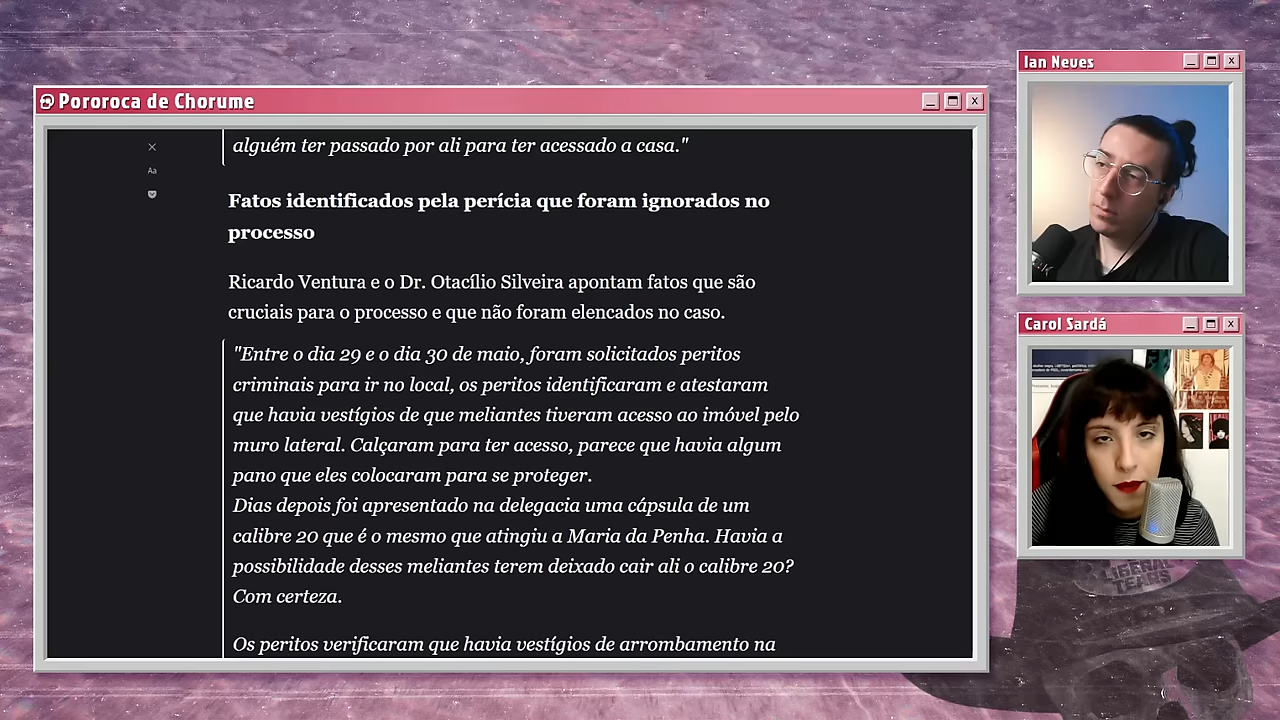 Pororoca de Chorume
alguém ter passado por ali para ter acessado a casa."
Aa
Fatos identificados pela perícia que foram ignorados no
processo
Ricardo Ventura e o Dr. Otacílio Silveira apontam fatos que são
cruciais para o processo e que não foram elencados no caso.
"Entre o dia 29 e o dia 30 de maio, foram solicitados peritos
criminais para ir no local, os peritos identificaram e atestaram
que havia vestígios de que meliantes tiveram acesso ao imóvel pelo
muro lateral. Calçaram para ter acesso, parece que havia algum
pano que eles colocaram para se proteger.
Dias depois foi apresentado na delegacia uma cápsula de um
calibre 20 que é o mesmo que atingiu a Maria da Penha. Havia a
possibilidade desses meliantes terem deixado cair ali o calibre 20?
Com certeza.
Os peritos verificaram que havia vestígios de arrombamento na
Ian Neves
Carol Sardá
LIBERAL
TEARS